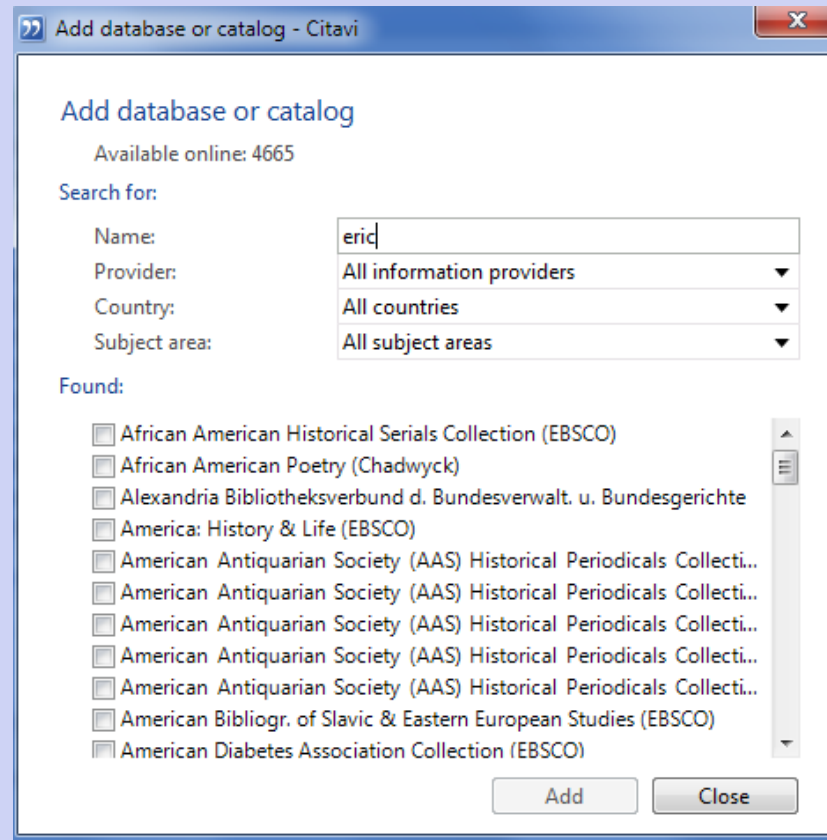 Add database or catalog - Citavi
Add database or catalog
Available online: 4665
Search for:
Name: eric
Provider: All information providers
Country: All countries
Subject area: All subject areas
Found:
African American Historical Serials Collection (EBSCO)
African American Poetry (Chadwyck)
Alexandria Bibliotheksverbund d. Bundesverwalt. u. Bundesgerichte
America: History & Life (EBSCO)
American Antiquarian Society (AAS) Historical Periodicals Collecti...
American Antiquarian Society (AAS) Historical Periodicals Collecti...
American Antiquarian Society (AAS) Historical Periodicals Collecti...
American Antiquarian Society (AAS) Historical Periodicals Collecti...
American Antiquarian Society (AAS) Historical Periodicals Collecti...
American Bibliogr. of Slavic & Eastern European Studies (EBSCO)
American Diabetes Association Collection (EBSCO)
Add Close